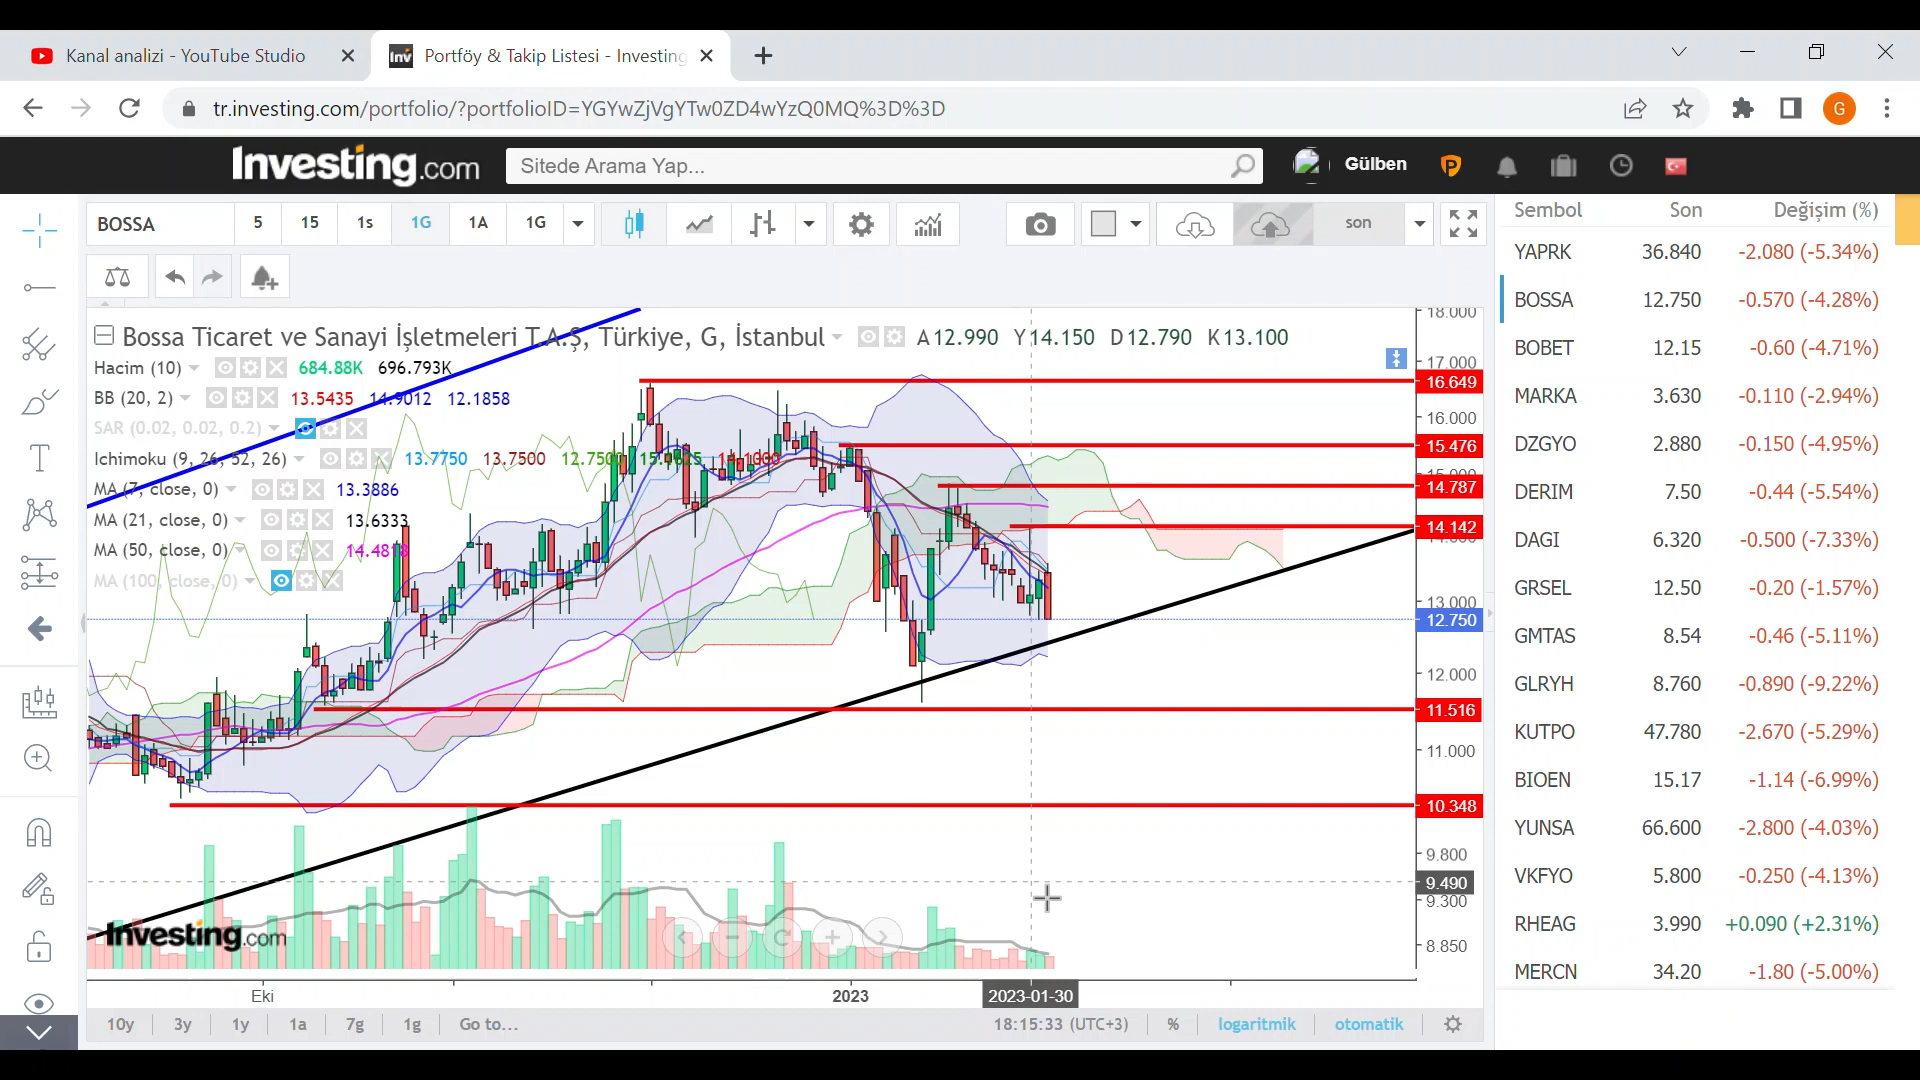 Kanal analizi - YouTube Studio
Portföy & Takip Listesi - Investing
tr.investing.com/portfolio/?portfolioID=YGYwZjVgYTw0ZD4wYzQ0MQ%3D%3D
G
Investing.com
Sitede Arama Yap...
Gülben
P
BOSSA 5 15 1s 1G 1A 1G son
Bossa Ticaret ve Sanayi İşletmeleri T.A.Ş, Türkiye, G, İstanbul A12.990 Y14.150 D12.790 K13.100
Hacim (10) 684.88K 696.793K
BB (20, 2) 13.5435 14.9012 12.1858
SAR (0.02, 0.02, 0.2)
Ichimoku (9, 26, 52, 26) 13.7750 13.7500 12.7500 14.1000
MA (7, close, 0) 13.3886
MA (21, close, 0) 13.6333
MA (50, close, 0) 14.4818
MA (100, close, 0)
18.000
17.000
16.649
16.000
15.476
15.000
14.787
14.142
13.000
12.750
12.000
11.516
11.000
10.348
9.800
9.490
9.300
8.850
Investing.com
Eki 2023 2023-01-30
10y 3y 1y 1a 7g 1g Go to... 18:15:33 (UTC+3) % logaritmik otomatik
Sembol Son Değişim (%)
YAPRK 36.840 -2.080 (-5.34%)
BOSSA 12.750 -0.570 (-4.28%)
BOBET 12.15 -0.60 (-4.71%)
MARKA 3.630 -0.110 (-2.94%)
DZGYO 2.880 -0.150 (-4.95%)
DERIM 7.50 -0.44 (-5.54%)
DAGI 6.320 -0.500 (-7.33%)
GRSEL 12.50 -0.20 (-1.57%)
GMTAS 8.54 -0.46 (-5.11%)
GLRYH 8.760 -0.890 (-9.22%)
KUTPO 47.780 -2.670 (-5.29%)
BIOEN 15.17 -1.14 (-6.99%)
YUNSA 66.600 -2.800 (-4.03%)
VKFYO 5.800 -0.250 (-4.13%)
RHEAG 3.990 +0.090 (+2.31%)
MERCN 34.20 -1.80 (-5.00%)